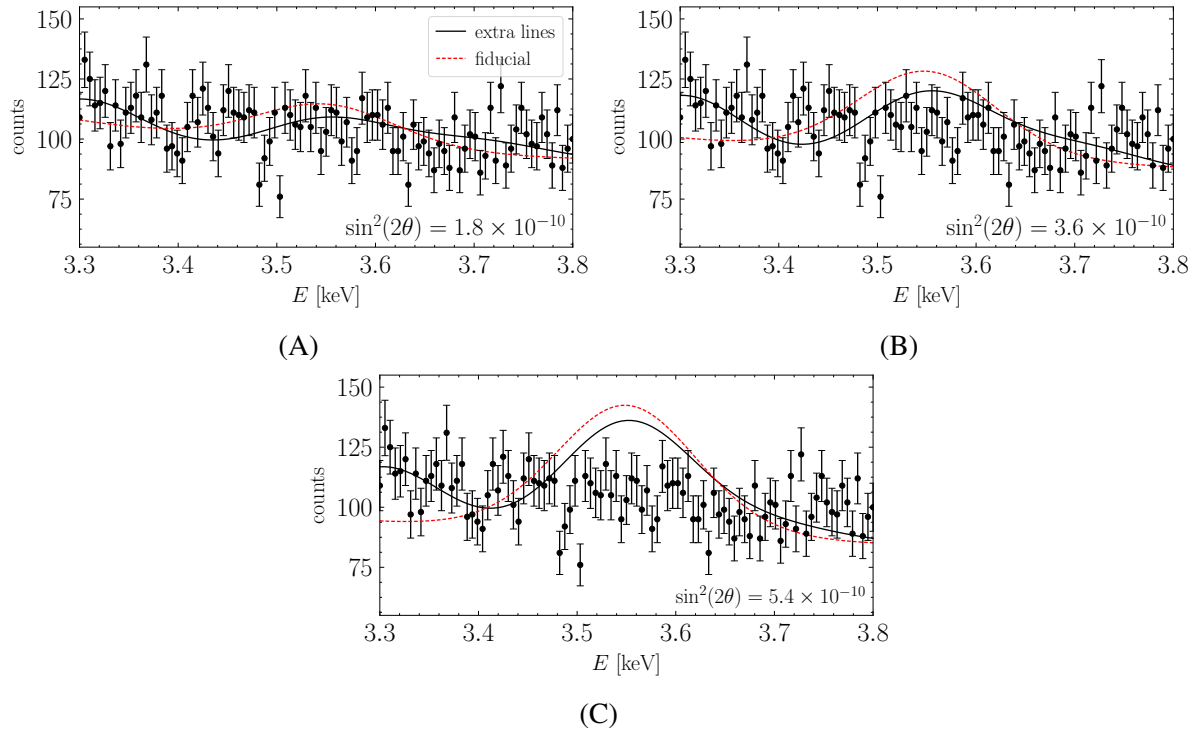 150
125
100
75
counts
extra lines
fiducial
sin²(2θ) = 1.8 × 10⁻¹⁰
3.3 3.4 3.5 3.6 3.7 3.8
E [keV]
(A)
150
125
100
75
counts
sin²(2θ) = 3.6 × 10⁻¹⁰
3.3 3.4 3.5 3.6 3.7 3.8
E [keV]
(B)
150
125
100
75
counts
sin²(2θ) = 5.4 × 10⁻¹⁰
3.3 3.4 3.5 3.6 3.7 3.8
E [keV]
(C)